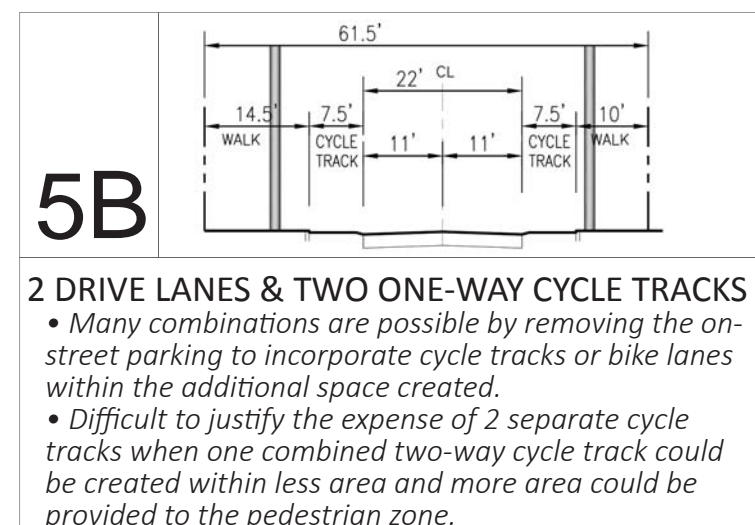 61.5'
22' CL
14.5' 7.5' 7.5' 10'
WALK CYCLE TRACK 11' 11' CYCLE TRACK WALK
5B
2 DRIVE LANES & TWO ONE-WAY CYCLE TRACKS
• Many combinations are possible by removing the on-
street parking to incorporate cycle tracks or bike lanes
within the additional space created.
• Difficult to justify the expense of 2 separate cycle
tracks when one combined two-way cycle track could
be created within less area and more area could be
provided to the pedestrian zone.